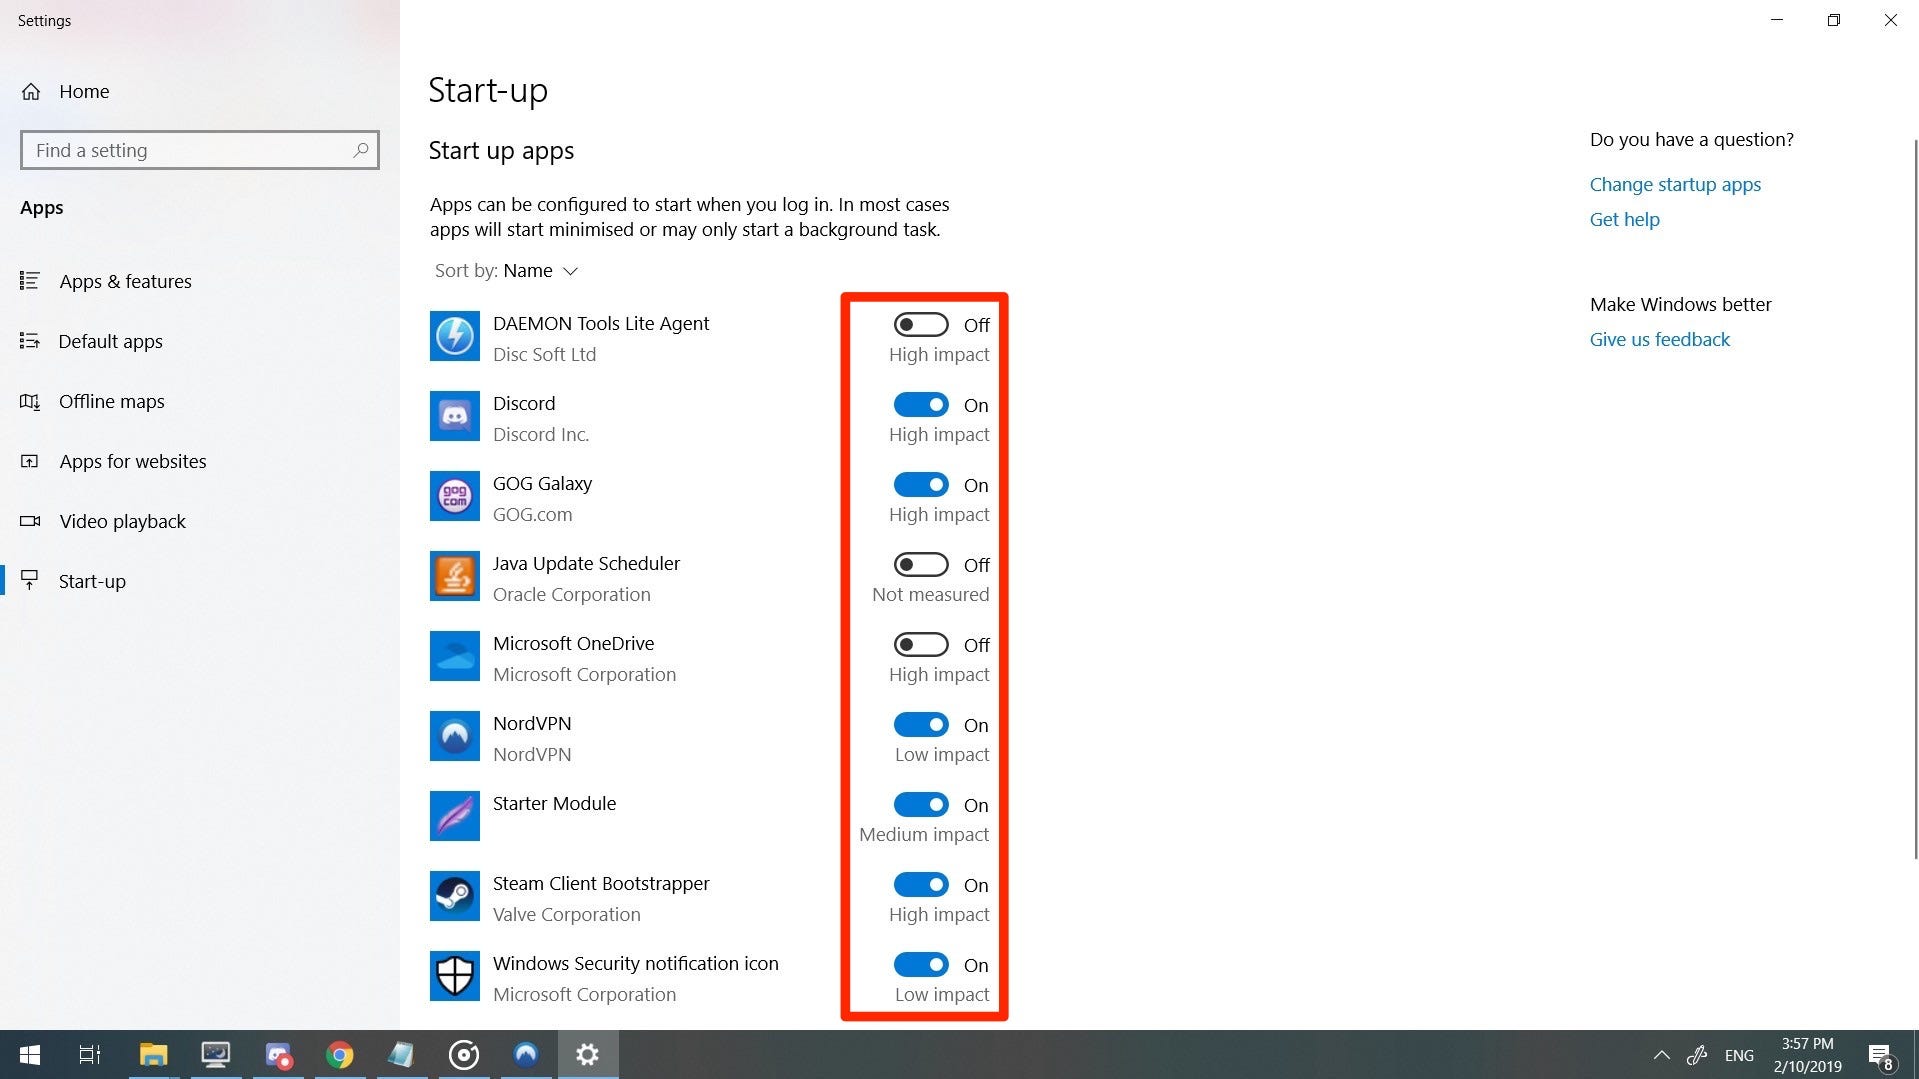 Settings
Home
Find a setting
Apps
Apps & features
Default apps
Offline maps
Apps for websites
Video playback
Start-up
Start-up
Start up apps
Apps can be configured to start when you log in. In most cases
apps will start minimised or may only start a background task.
Sort by: Name
DAEMON Tools Lite Agent
Disc Soft Ltd
Off
High impact
Discord
Discord Inc.
On
High impact
gog
com
GOG Galaxy
GOG.com
On
High impact
Java Update Scheduler
Oracle Corporation
Off
Not measured
Microsoft OneDrive
Microsoft Corporation
Off
High impact
NordVPN
NordVPN
On
Low impact
Starter Module
On
Medium impact
Steam Client Bootstrapper
Valve Corporation
On
High impact
Windows Security notification icon
Microsoft Corporation
On
Low impact
Do you have a question?
Change startup apps
Get help
Make Windows better
Give us feedback
ENG
3:57 PM
2/10/2019
8